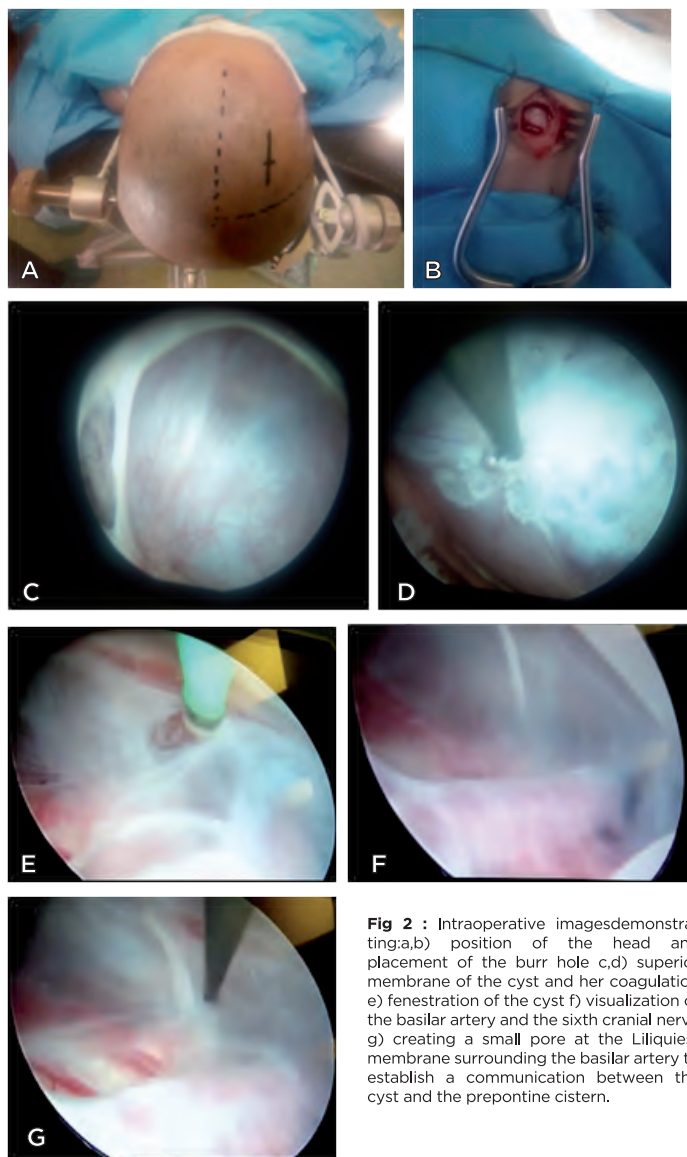 A
B
C
D
E
F
G
Fig 2 : Intraoperative imagesdemonstra
ting:a,b) position of the head an
placement of the burr hole c,d) superio
membrane of the cyst and her coagulatio
e) fenestration of the cyst f) visualization o
the basilar artery and the sixth cranial nerv
g) creating a small pore at the Liliquies
membrane surrounding the basilar artery t
establish a communication between th
cyst and the prepontine cistern.